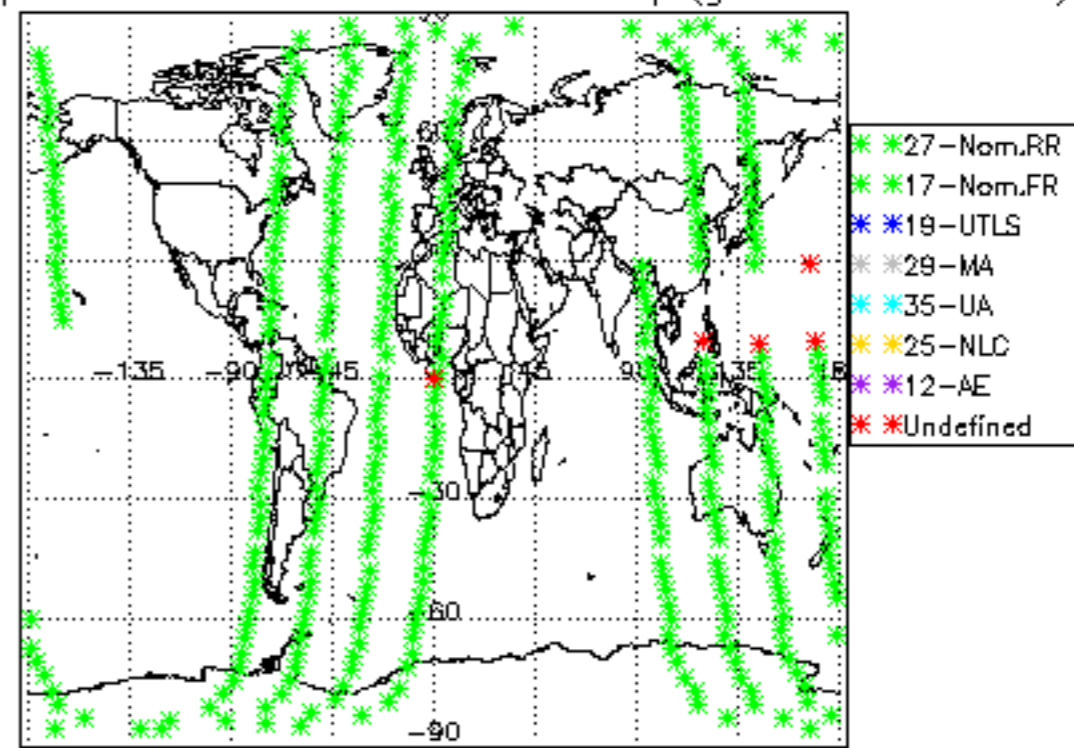 60
-135
-90
-45
45
90
135
-30
-60
-90
27-Nom.RR
17-Nom.FR
19-UTLS
29-MA
35-UA
25-NLC
12-AE
Undefined